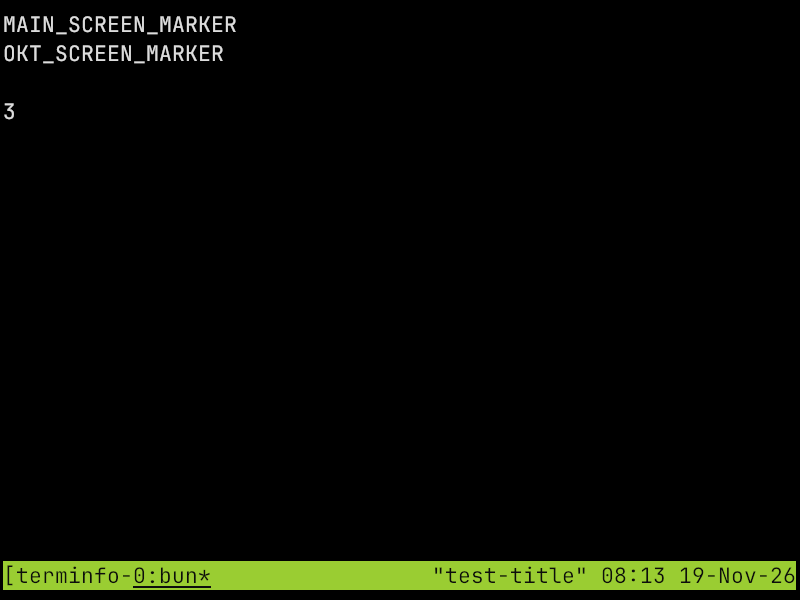 MAIN_SCREEN_MARKER
OKT_SCREEN_MARKER
3
[terminfo-0:bun* "test-title" 08:13 19-Nov-26